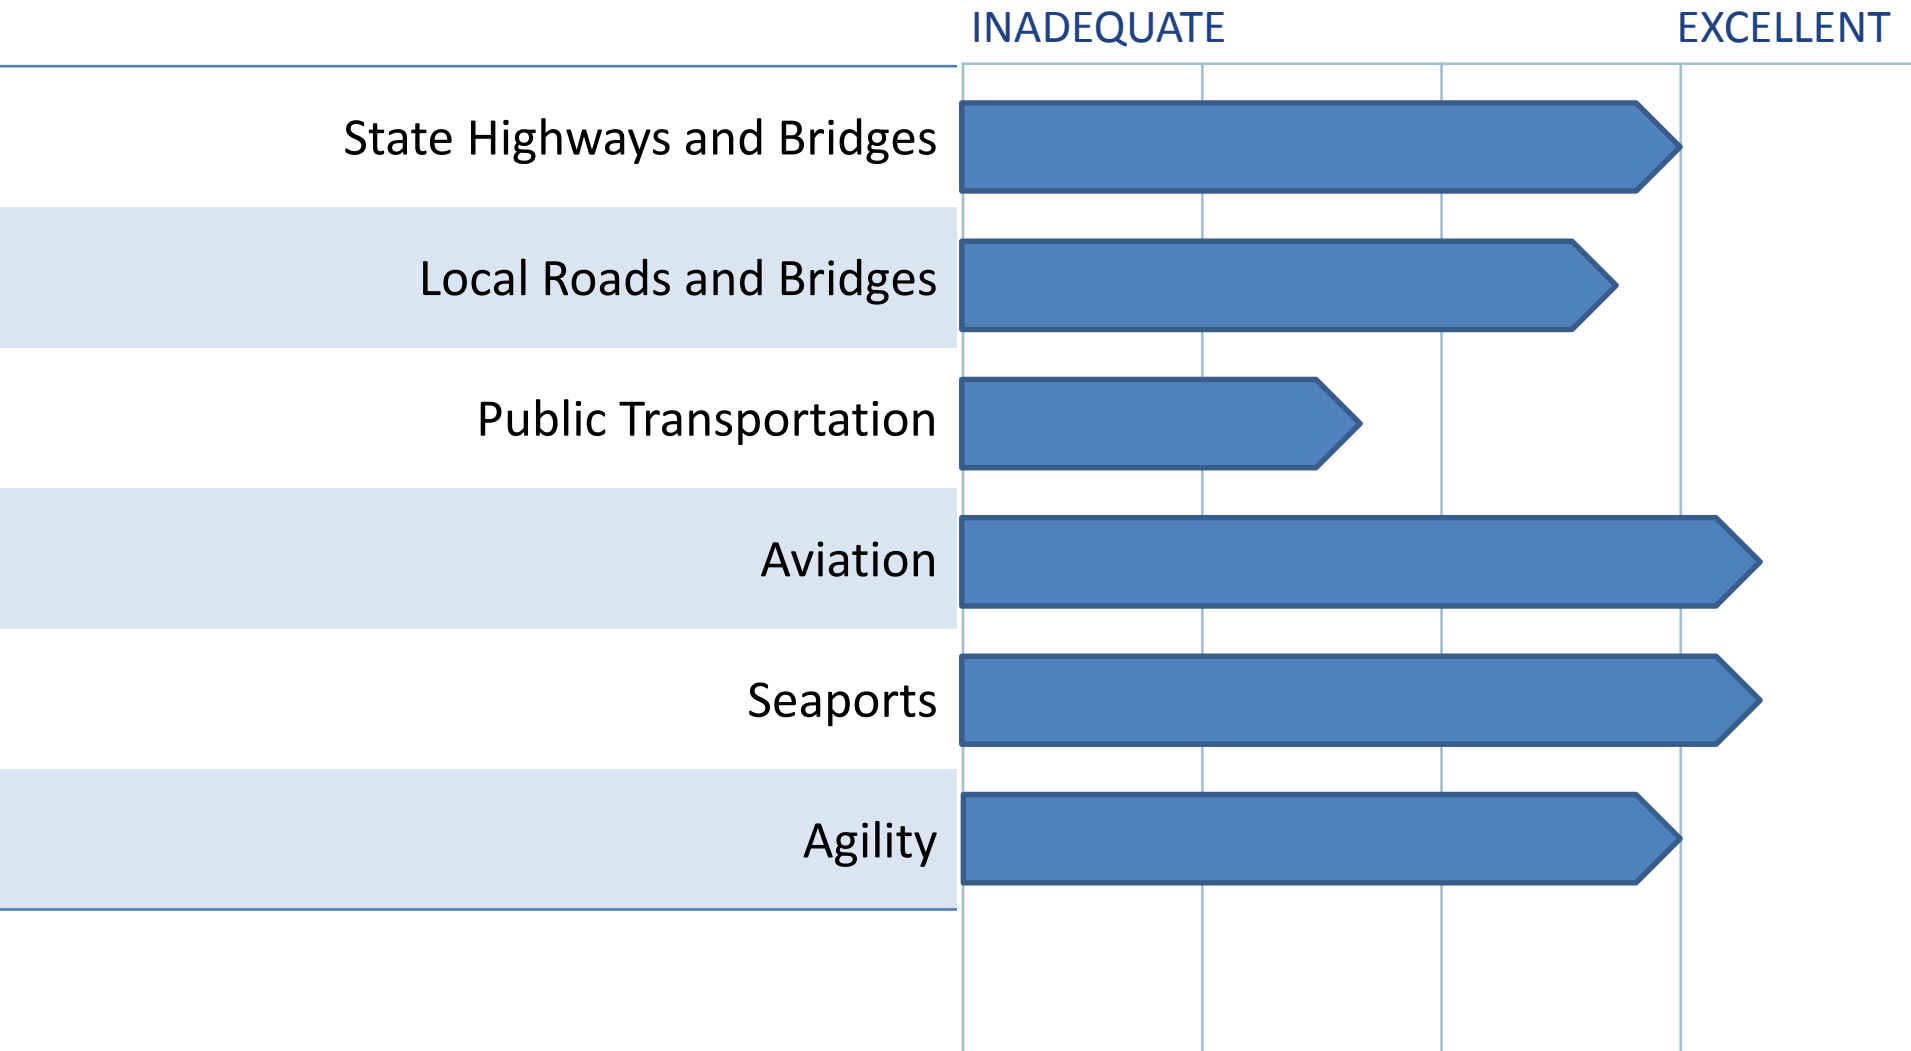 INADEQUATE EXCELLENT
State Highways and Bridges
Local Roads and Bridges
Public Transportation
Aviation
Seaports
Agility